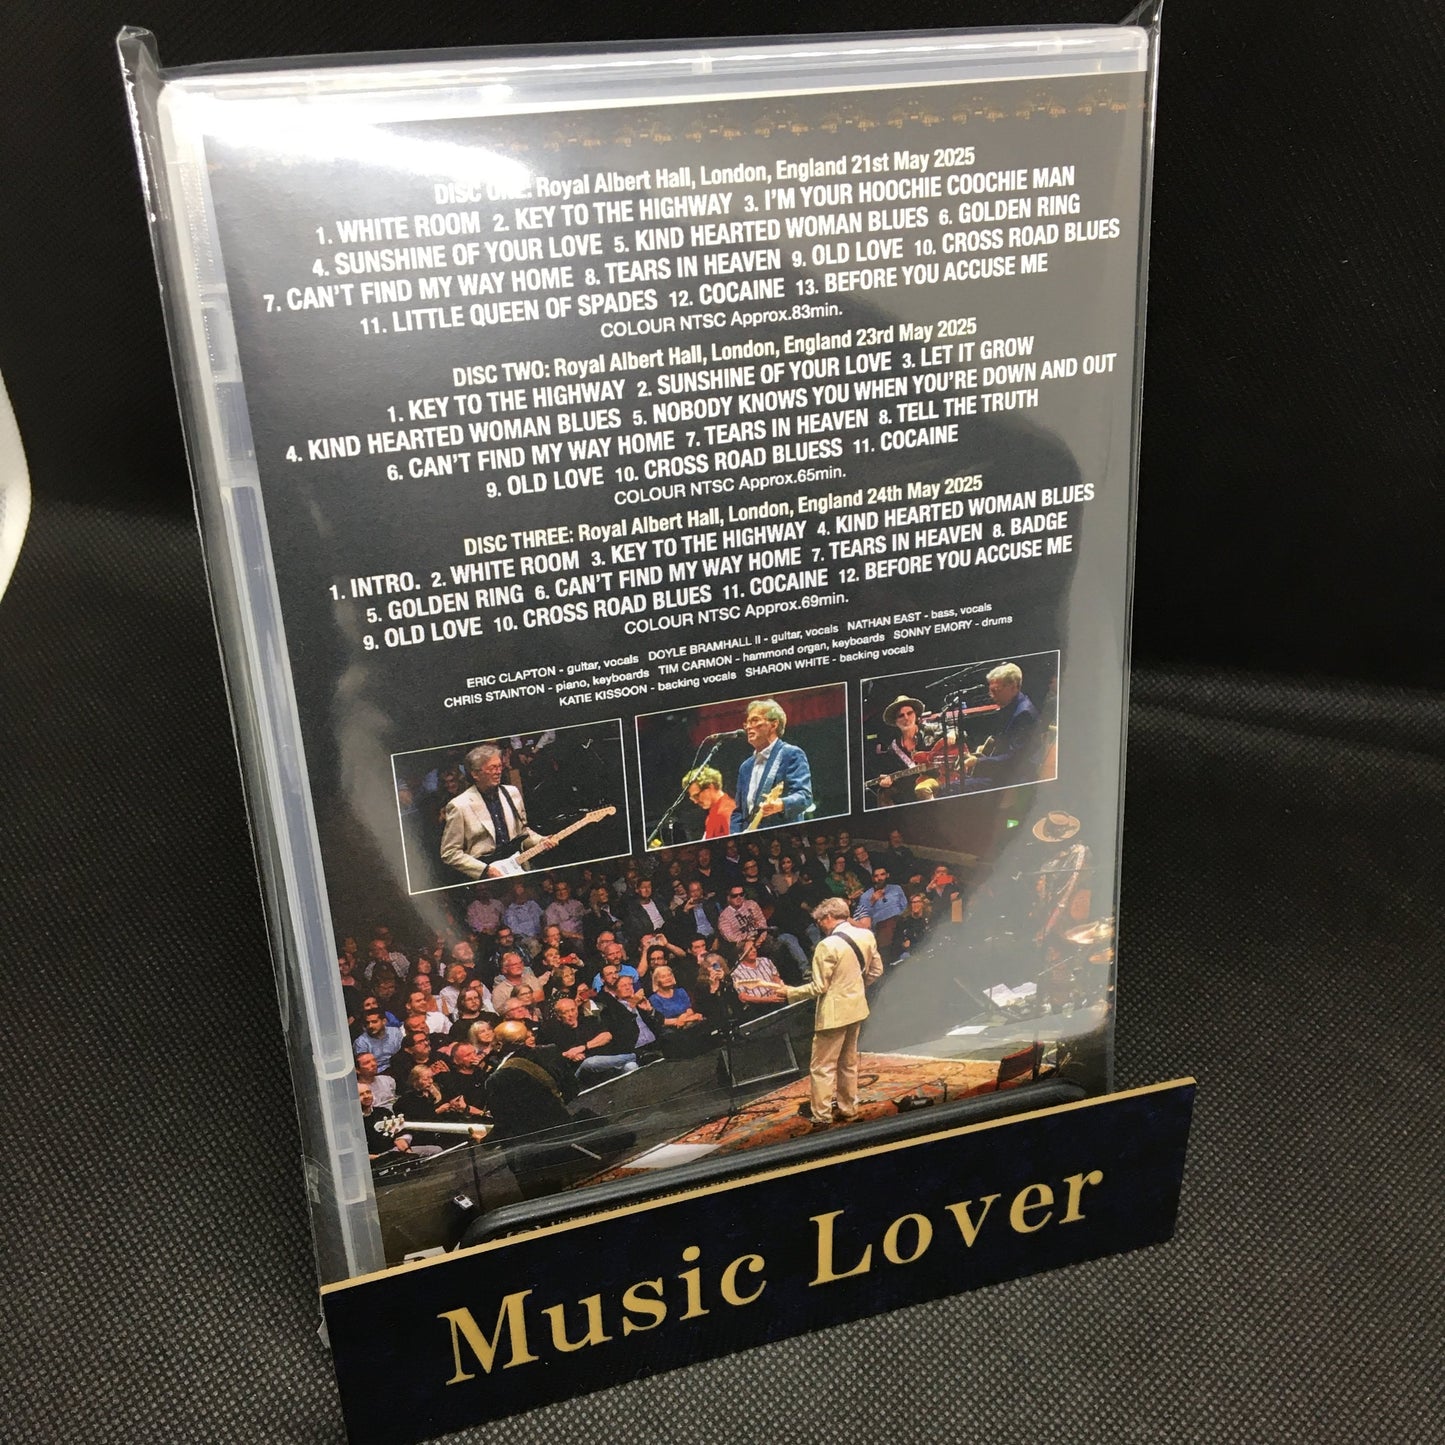 DISC ONE: Royal Albert Hall, London, England 21st May 2025
1. WHITE ROOM 2. KEY TO THE HIGHWAY 3. I'M YOUR HOOCHIE COOCHIE MAN
4. SUNSHINE OF YOUR LOVE 5. KIND HEARTED WOMAN BLUES 6. GOLDEN RING
7. CAN'T FIND MY WAY HOME 8. TEARS IN HEAVEN 9. OLD LOVE 10. CROSS ROAD BLUES
11. LITTLE QUEEN OF SPADES 12. COCAINE 13. BEFORE YOU ACCUSE ME
COLOUR NTSC Approx.83min.
DISC TWO: Royal Albert Hall, London, England 23rd May 2025
1. KEY TO THE HIGHWAY 2. SUNSHINE OF YOUR LOVE 3. LET IT GROW
4. KIND HEARTED WOMAN BLUES 5. NOBODY KNOWS YOU WHEN YOU'RE DOWN AND OUT
6. CAN'T FIND MY WAY HOME 7. TEARS IN HEAVEN 8. TELL THE TRUTH
9. OLD LOVE 10. CROSS ROAD BLUESS 11. COCAINE
COLOUR NTSC Approx.65min.
DISC THREE: Royal Albert Hall, London, England 24th May 2025
1. INTRO. 2. WHITE ROOM 3. KEY TO THE HIGHWAY 4. KIND HEARTED WOMAN BLUES
5. GOLDEN RING 6. CAN'T FIND MY WAY HOME 7. TEARS IN HEAVEN 8. BADGE
9. OLD LOVE 10. CROSS ROAD BLUES 11. COCAINE 12. BEFORE YOU ACCUSE ME
COLOUR NTSC Approx.69min.
ERIC CLAPTON - guitar, vocals DOYLE BRAMHALL II - guitar, vocals NATHAN EAST - bass, vocals
CHRIS STAINTON - piano, keyboards TIM CARMON - hammond organ, keyboards SONNY EMORY - drums
KATIE KISSOON - backing vocals SHARON WHITE - backing vocals
Music Lover